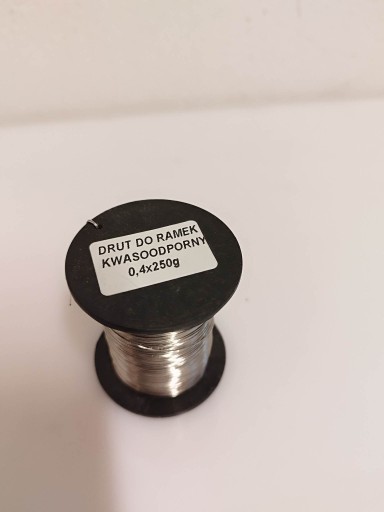 DRUT DO RAMEK
KWASOODPORNY
0,4x250g